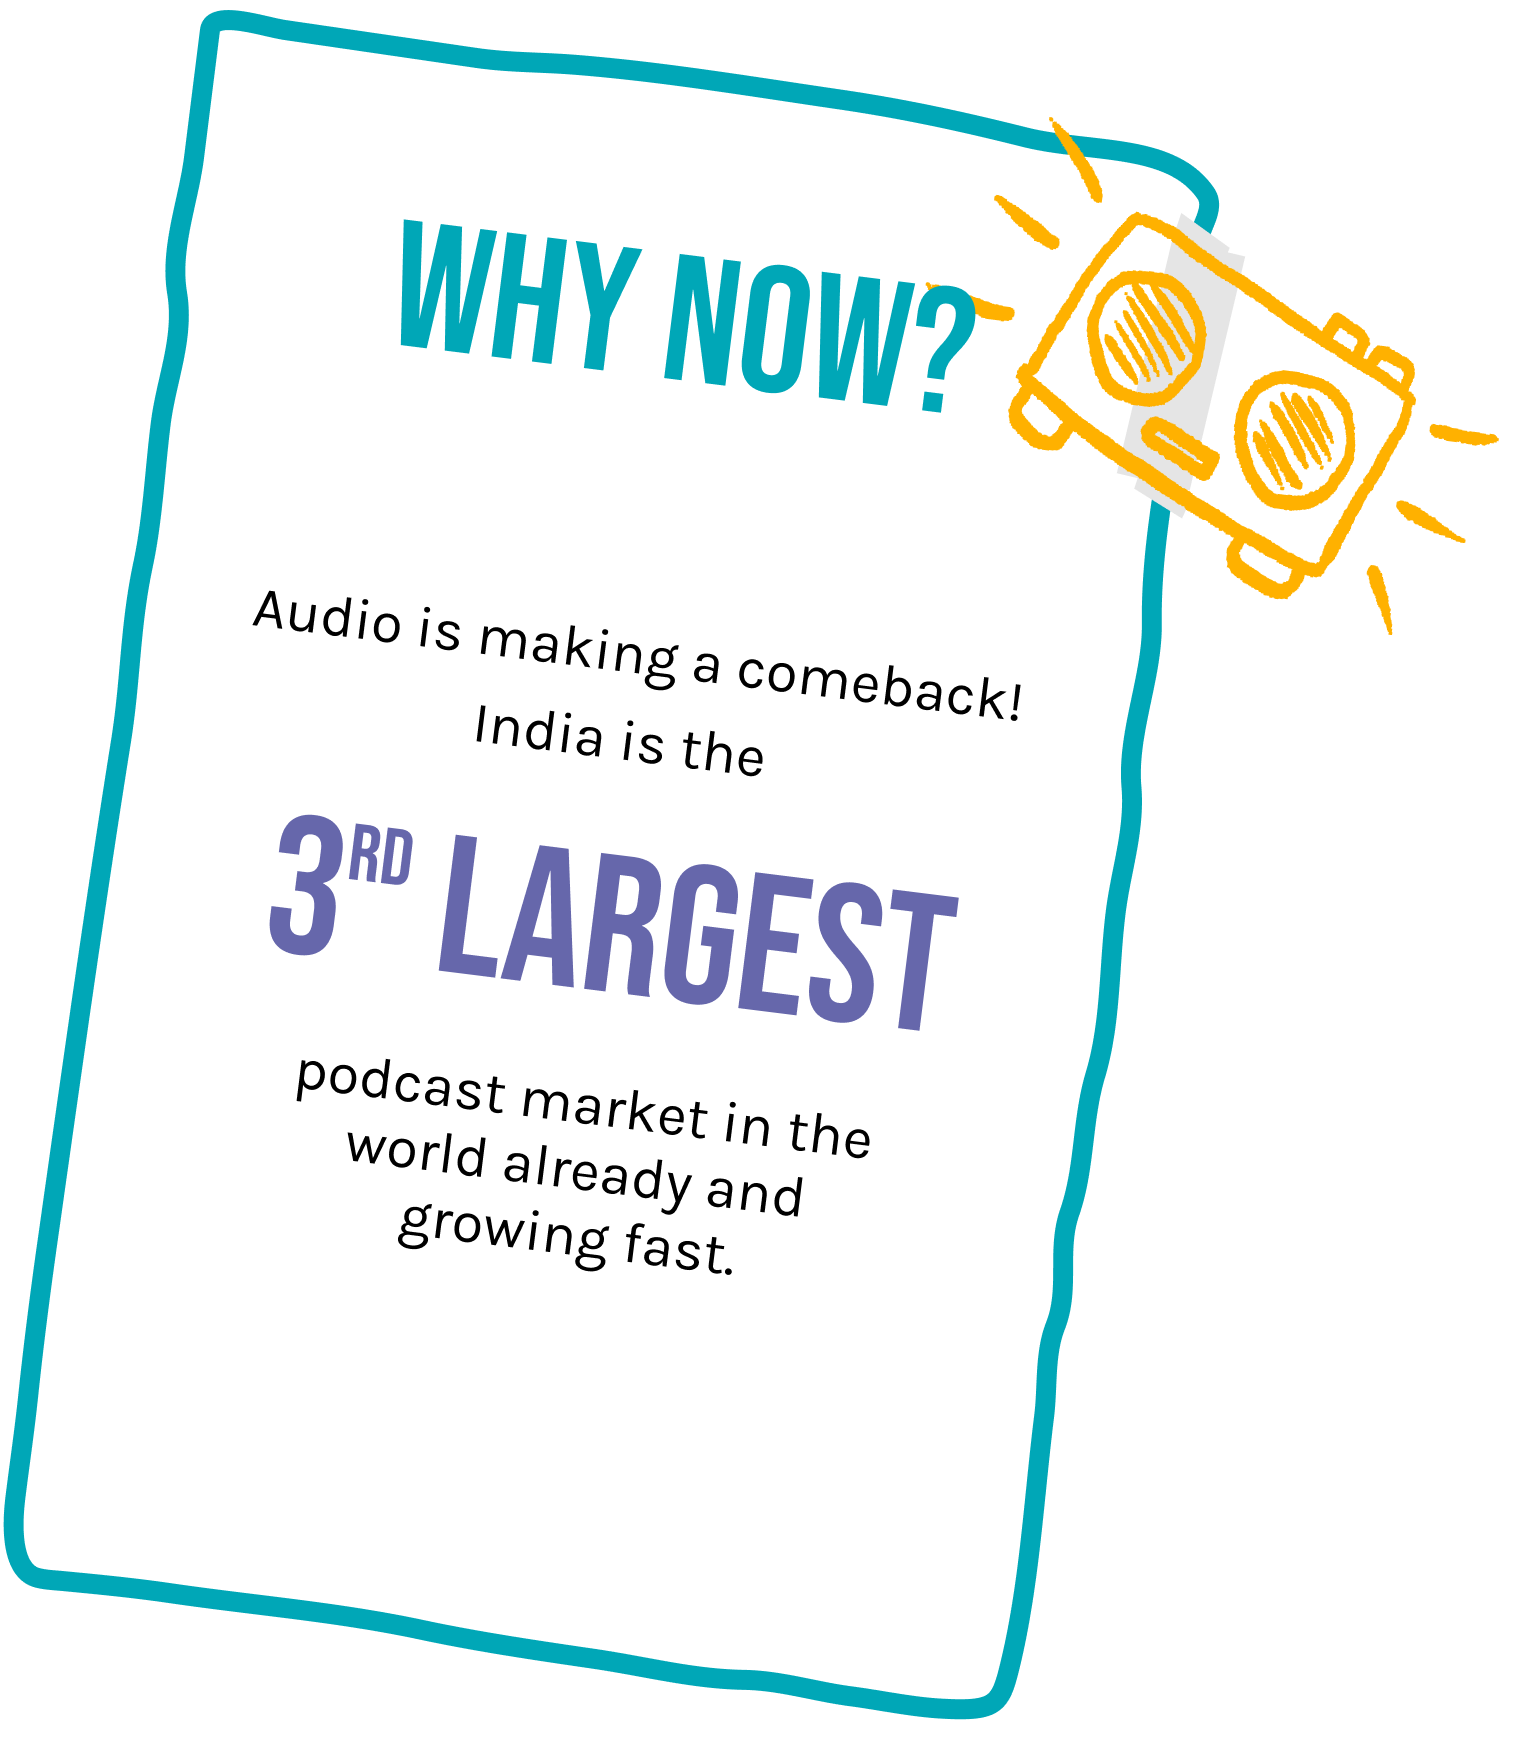 WHY NOW?
Audio is making a comeback!
India is the
3RD LARGEST
podcast market in the
world already and
growing fast.